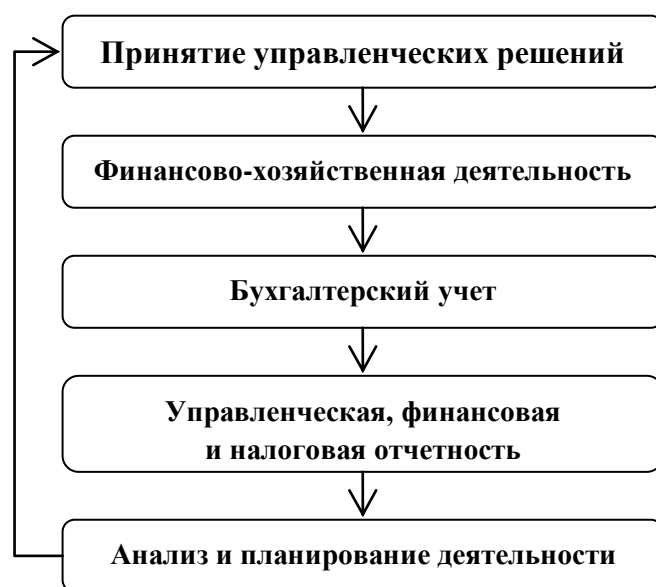 Принятие управленческих решений
Финансово-хозяйственная деятельность
Бухгалтерский учет
Управленческая, финансовая
и налоговая отчетность
Анализ и планирование деятельности